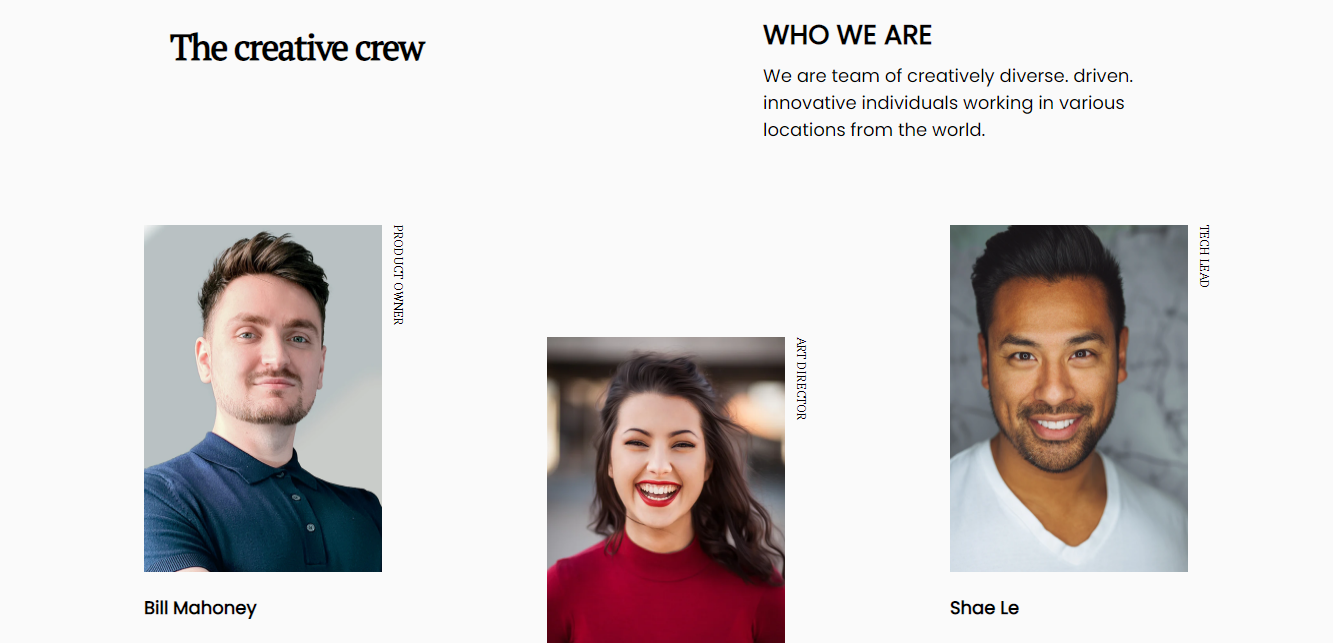 The creative crew
WHO WE ARE
We are team of creatively diverse. driven.
innovative individuals working in various
locations from the world.
PRODUCT OWNER
ART DIRECTOR
TECH LEAD
Bill Mahoney
Shae Le